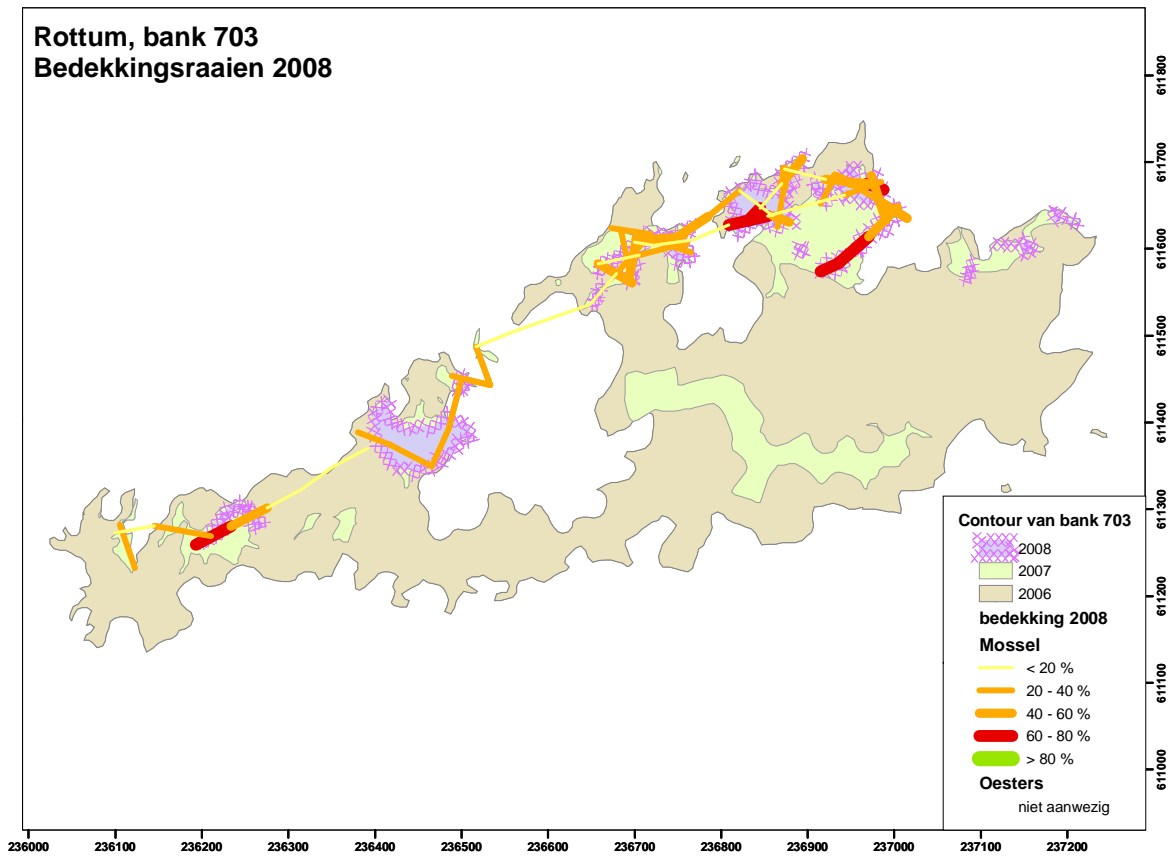 Rottum, bank 703
Bedekkingsraaien 2008
611800
611700
611600
611500
611400
611300
611200
611100
611000
Contour van bank 703
2008
2007
2006
bedekking 2008
Mossel
< 20 %
20 - 40 %
40 - 60 %
60 - 80 %
> 80 %
Oesters
niet aanwezig
236000 236100 236200 236300 236400 236500 236600 236700 236800 236900 237000 237100 237200